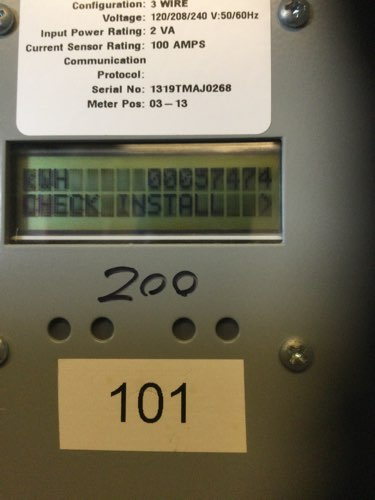 Configuration: 3 WIRE
Voltage: 120/208/240 V:50/60Hz
Input Power Rating: 2 VA
Current Sensor Rating: 100 AMPS
Communication
Protocol:
Serial No: 1319TMAJ0268
Meter Pos: 03-13
KWH 00057474
CHECK INSTALL >
200
101